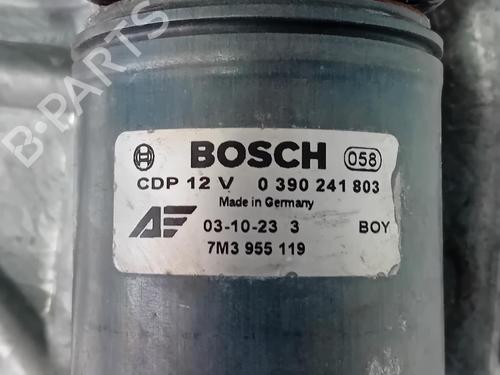 B-PARTS
BOSCH 058
CDP 12 V 0 390 241 803
Made in Germany
AE 03-10-23 3 BOY
7M3 955 119